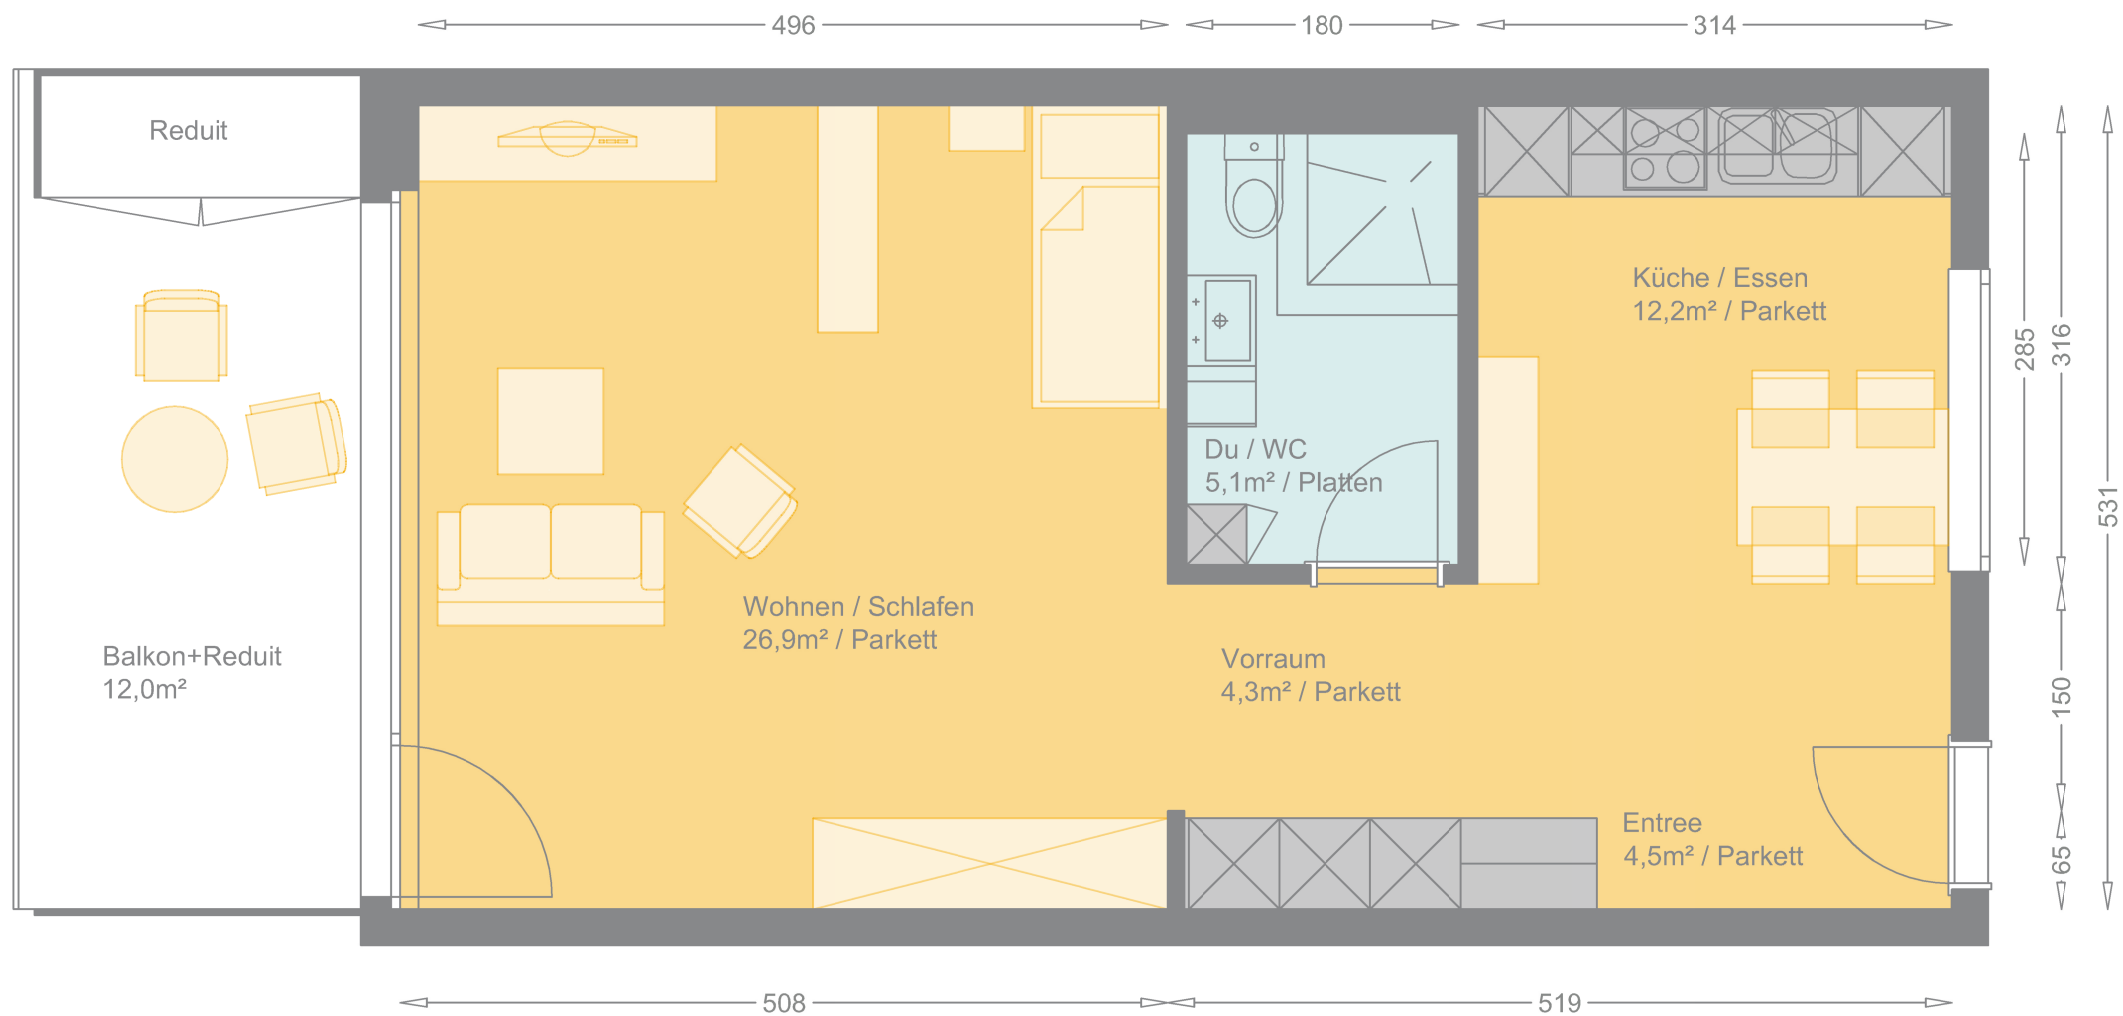 496
180
314
Reduit
Küche / Essen
12,2m² / Parkett
285
316
531
Du / WC
5,1m² / Platten
Wohnen / Schlafen
26,9m² / Parkett
Balkon+Reduit
12,0m²
Vorraum
4,3m² / Parkett
150
Entree
4,5m² / Parkett
65
508
519